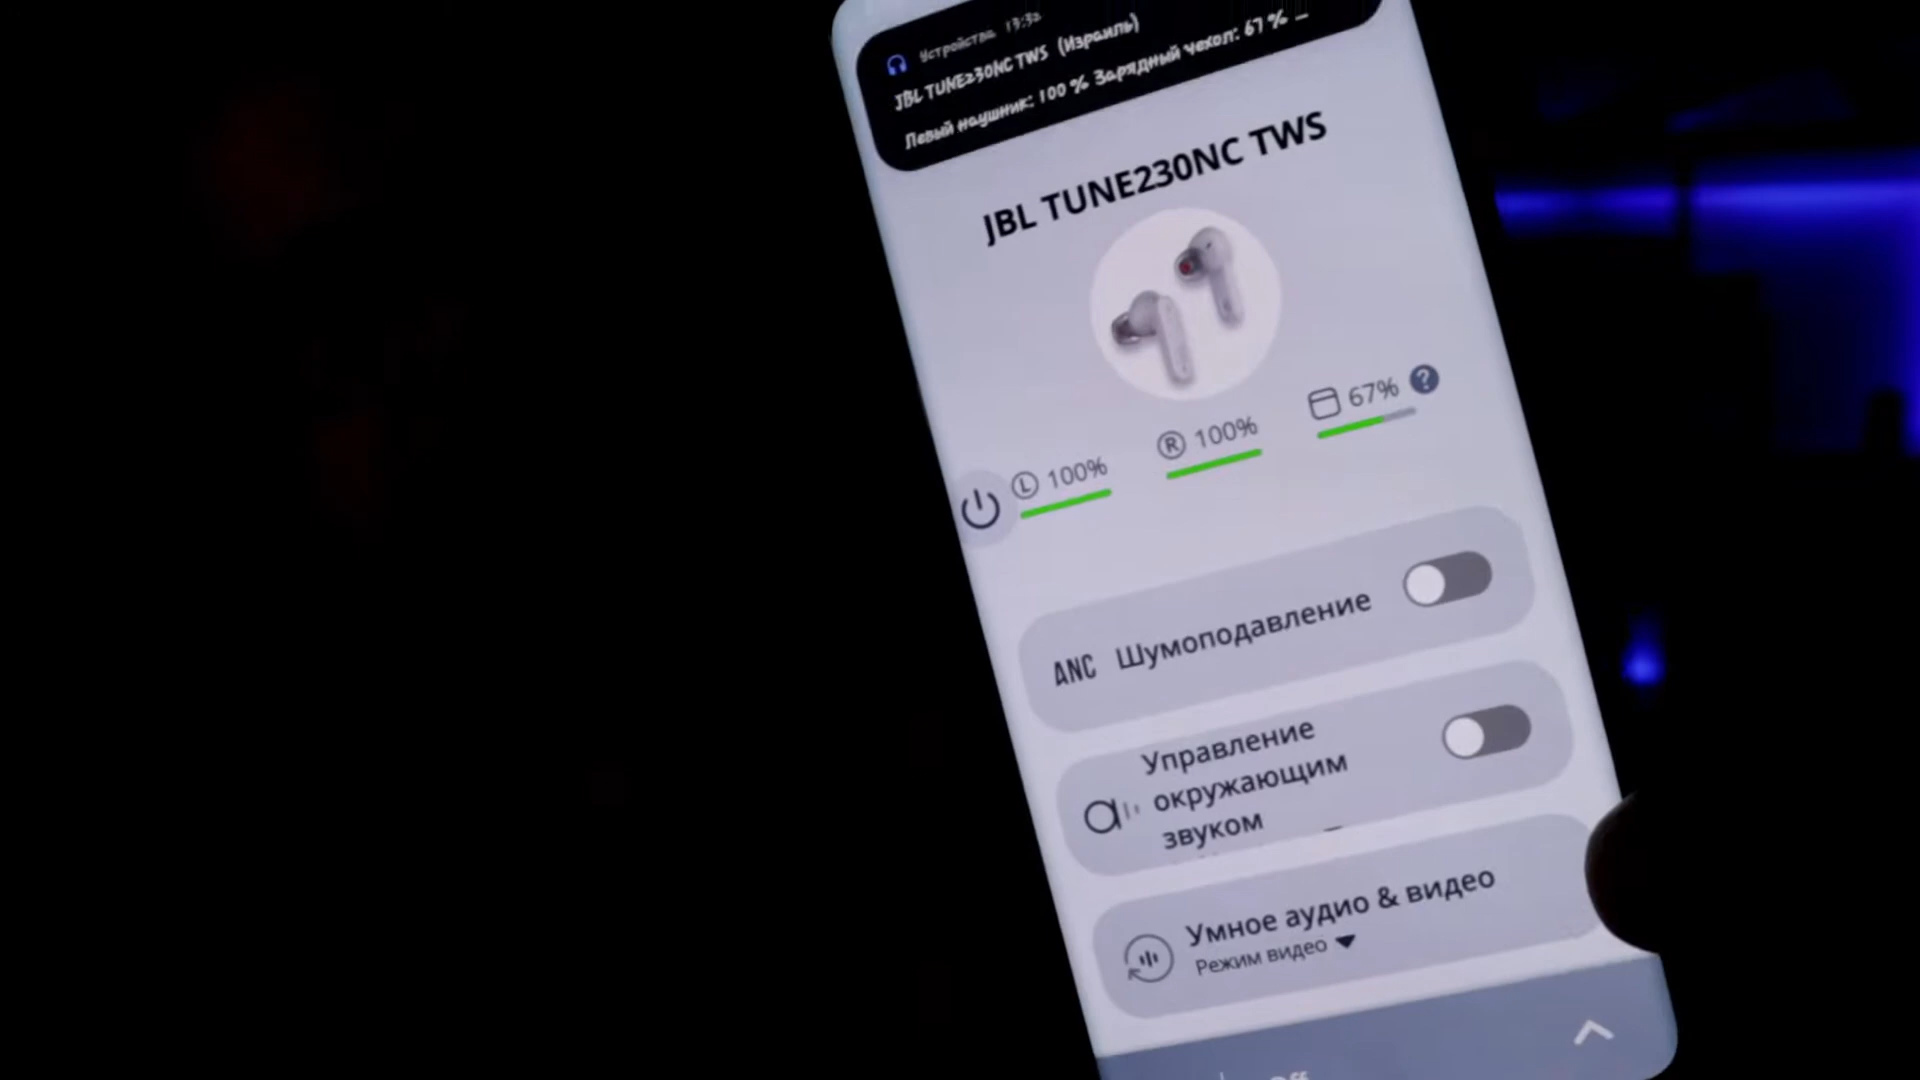 Устройства 13:32
JBL TUNE230NC TWS (Израиль)
Левый наушник: 100 % Зарядный чехол: 67 % —
JBL TUNE230NC TWS
L 100%
R 100%
67% ?
ANC Шумоподавление
Управление
окружающим
звуком
Умное аудио & видео
Режим видео